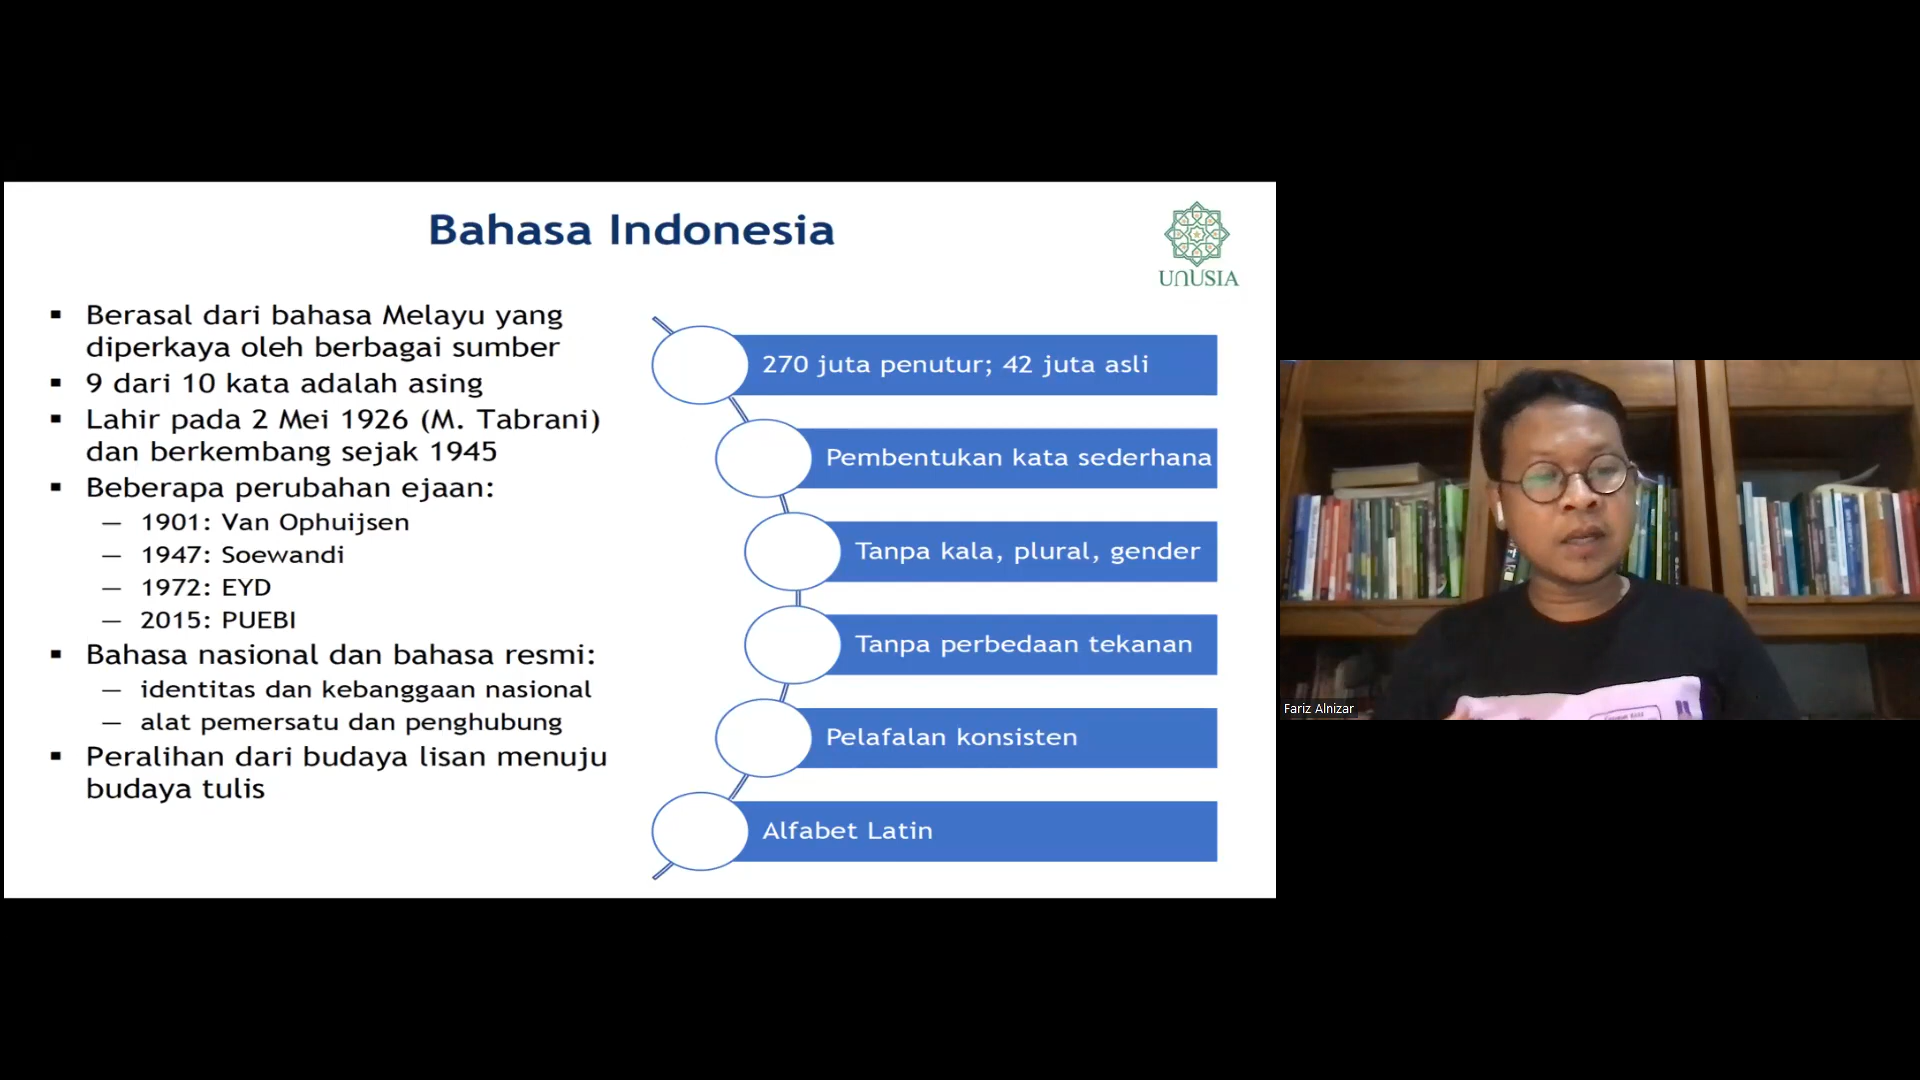 Bahasa Indonesia
UNUSIA
▪ Berasal dari bahasa Melayu yang
diperkaya oleh berbagai sumber
▪ 9 dari 10 kata adalah asing
▪ Lahir pada 2 Mei 1926 (M. Tabrani)
dan berkembang sejak 1945
▪ Beberapa perubahan ejaan:
— 1901: Van Ophuijsen
— 1947: Soewandi
— 1972: EYD
— 2015: PUEBI
▪ Bahasa nasional dan bahasa resmi:
— identitas dan kebanggaan nasional
— alat pemersatu dan penghubung
▪ Peralihan dari budaya lisan menuju
budaya tulis
270 juta penutur; 42 juta asli
Pembentukan kata sederhana
Tanpa kala, plural, gender
Tanpa perbedaan tekanan
Pelafalan konsisten
Alfabet Latin
Fariz Alnizar